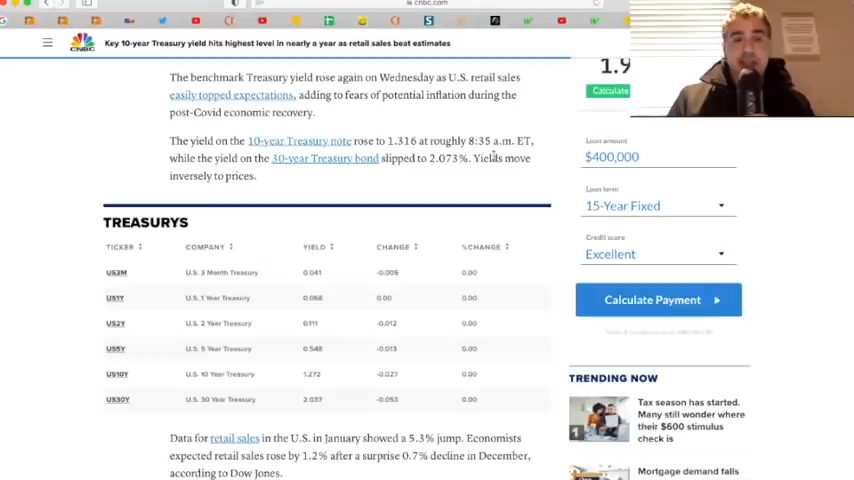 cnbc.com
CNBC
Key 10-year Treasury yield hits highest level in nearly a year as retail sales beat estimates
The benchmark Treasury yield rose again on Wednesday as U.S. retail sales
easily topped expectations, adding to fears of potential inflation during the
post-Covid economic recovery.
The yield on the 10-year Treasury note rose to 1.316 at roughly 8:35 a.m. ET,
while the yield on the 30-year Treasury bond slipped to 2.073%. Yields move
inversely to prices.
TREASURYS
TICKER COMPANY YIELD CHANGE %CHANGE
US3M U.S. 3 Month Treasury 0.041 -0.005 0.00
US1Y U.S. 1 Year Treasury 0.068 0.00 0.00
US2Y U.S. 2 Year Treasury 0.111 -0.012 0.00
US5Y U.S. 5 Year Treasury 0.548 -0.013 0.00
US10Y U.S. 10 Year Treasury 1.272 -0.027 0.00
US30Y U.S. 30 Year Treasury 2.037 -0.053 0.00
Data for retail sales in the U.S. in January showed a 5.3% jump. Economists
expected retail sales rose by 1.2% after a surprise 0.7% decline in December,
according to Dow Jones.
1.9
Calculate
Loan amount
$400,000
Loan term
15-Year Fixed
Credit score
Excellent
Calculate Payment
TRENDING NOW
1
Tax season has started.
Many still wonder where
their $600 stimulus
check is
Mortgage demand falls